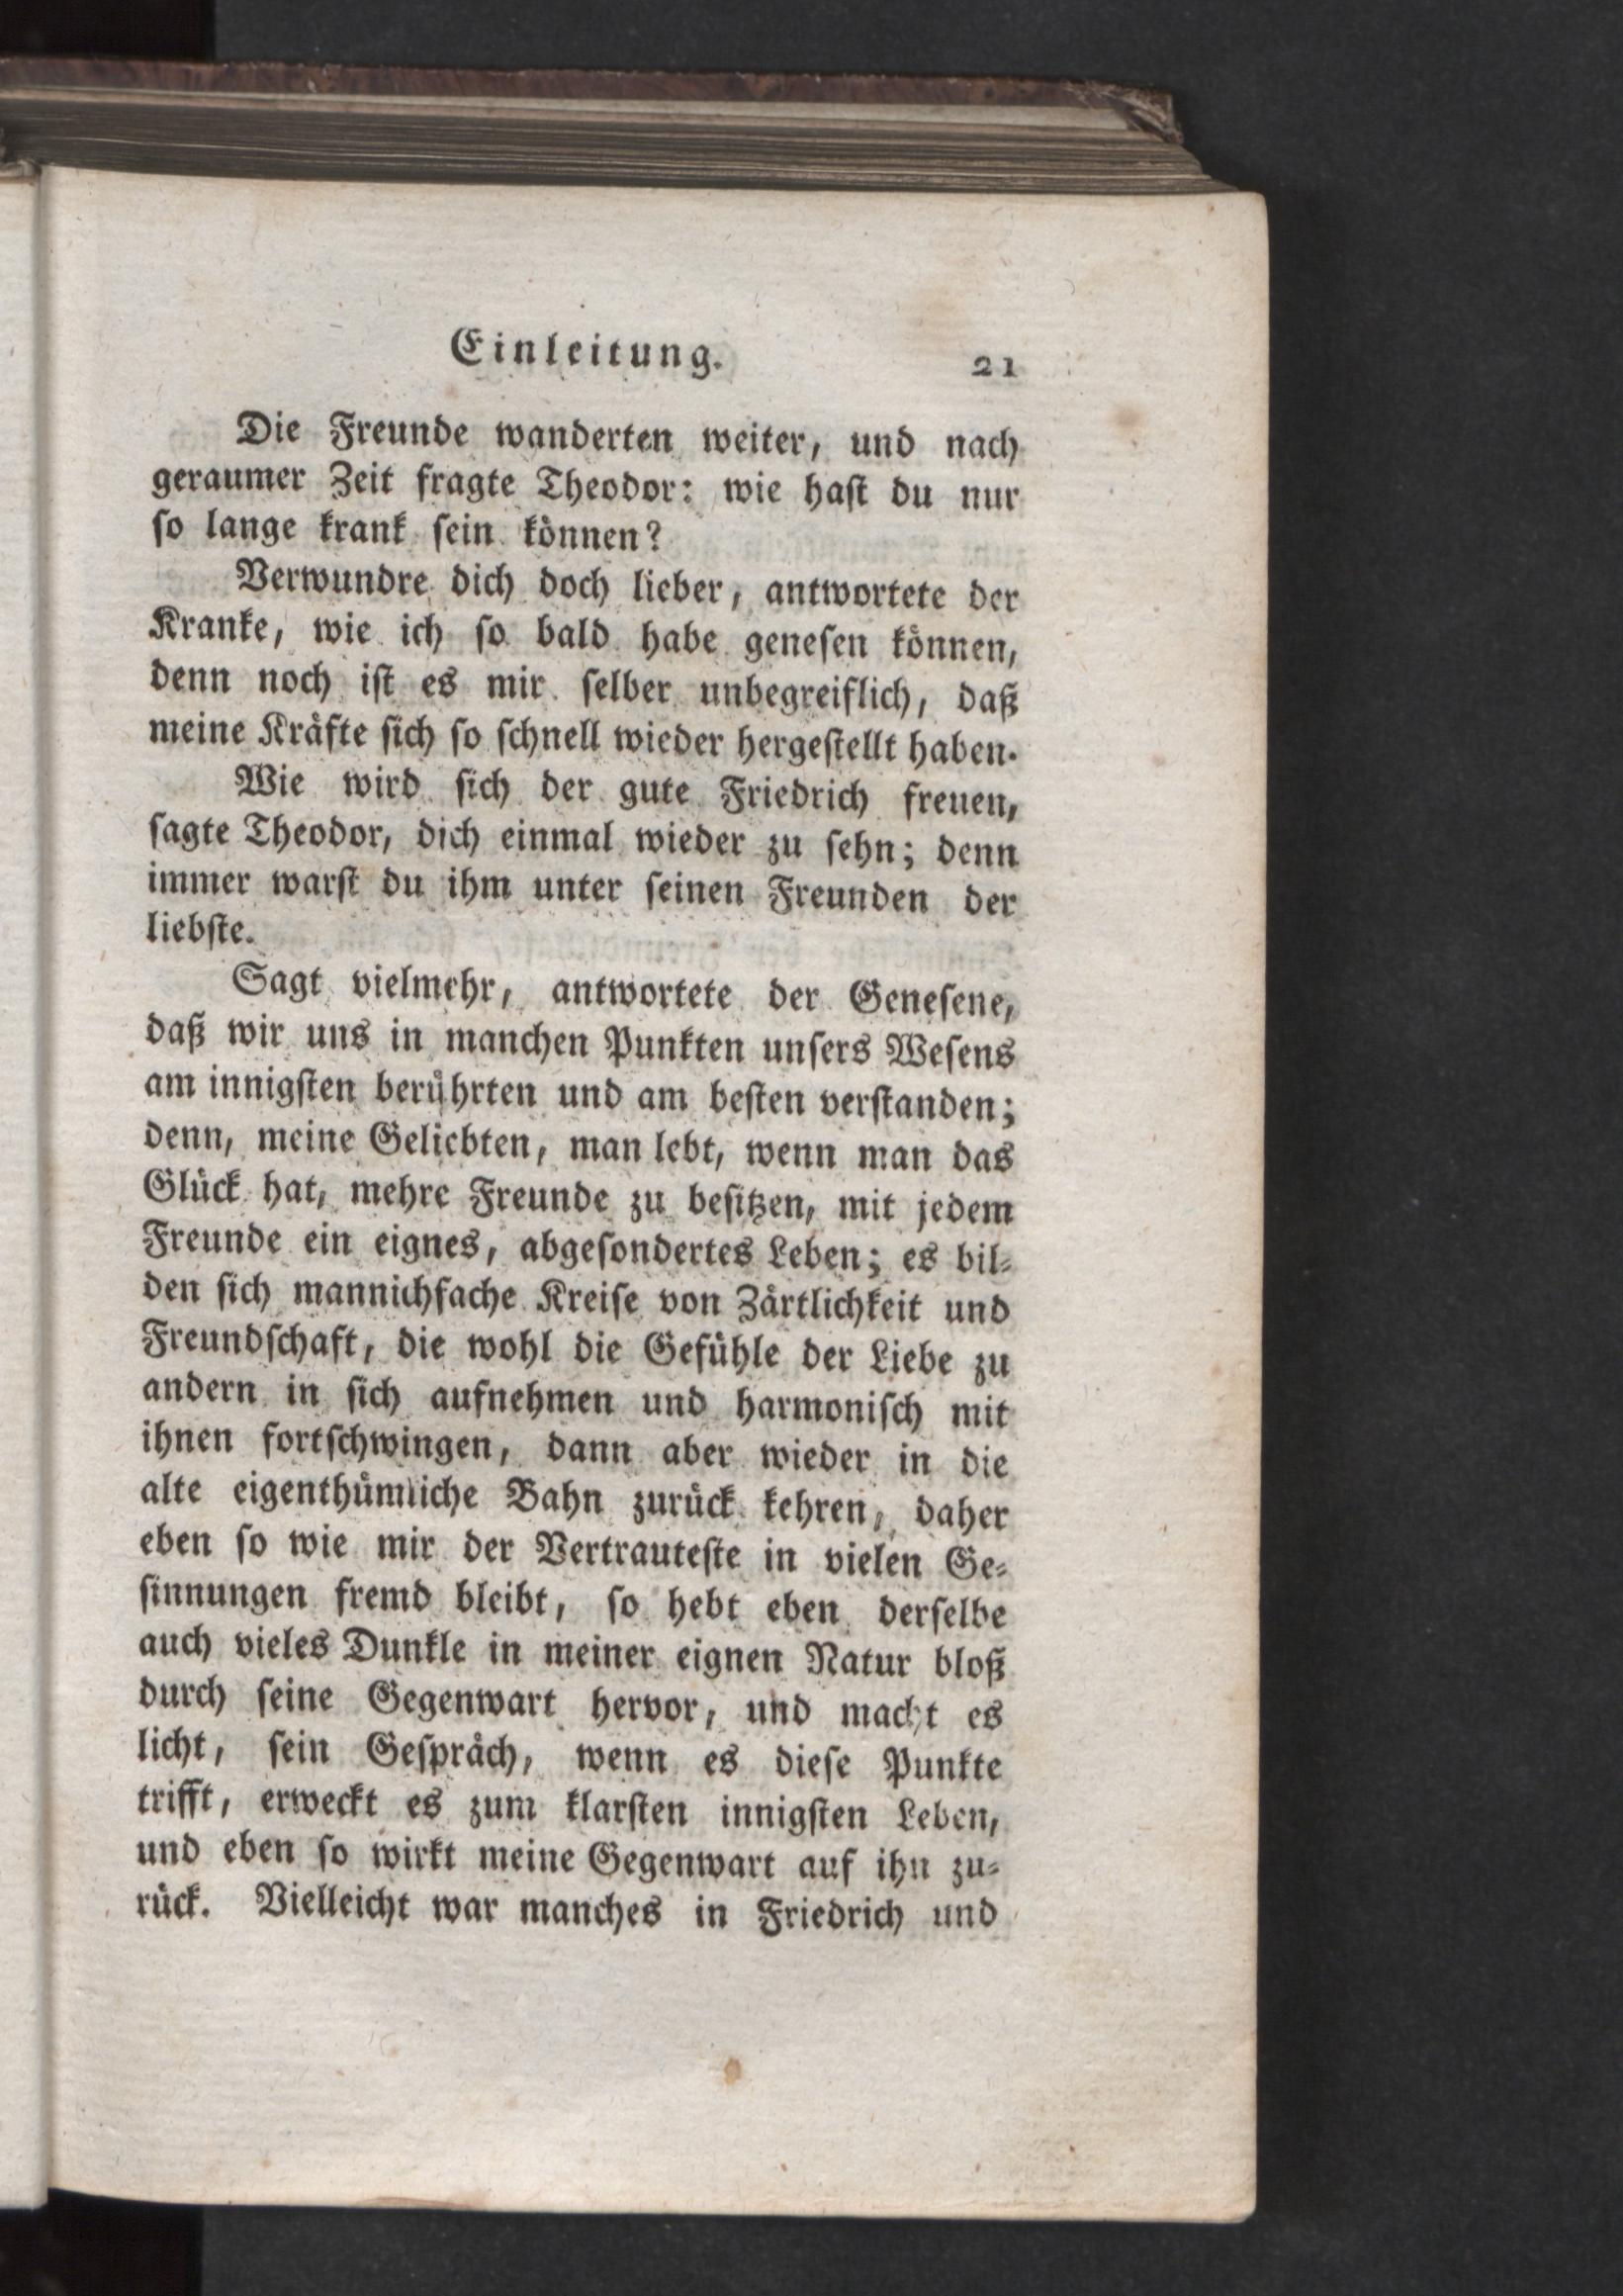 Einleitung. 21
Die Freunde wanderten weiter, und nach
geraumer Zeit fragte Theodor: wie haſt du nur
ſo lange krank ſein können?
Verwundre dich doch lieber, antwortete der
Kranke, wie ich ſo bald habe geneſen können,
denn noch iſt es mir ſelber unbegreiflich, daß
meine Kräfte ſich ſo ſchnell wieder hergeſtellt haben.
Wie wird ſich der gute Friedrich freuen,
ſagte Theodor, dich einmal wieder zu ſehn; denn
immer warſt du ihm unter ſeinen Freunden der
liebſte.
Sagt vielmehr, antwortete der Geneſene,
daß wir uns in manchen Punkten unſers Weſens
am innigſten berührten und am beſten verſtanden;
denn, meine Geliebten, man lebt, wenn man das
Glück hat, mehre Freunde zu beſitzen, mit jedem
Freunde ein eignes, abgeſondertes Leben; es bil⸗
den ſich mannichfache Kreiſe von Zärtlichkeit und
Freundſchaft, die wohl die Gefühle der Liebe zu
andern in ſich aufnehmen und harmoniſch mit
ihnen fortſchwingen, dann aber wieder in die
alte eigenthümliche Bahn zurück kehren, daher
eben ſo wie mir der Vertrauteſte in vielen Ge⸗
ſinnungen fremd bleibt, ſo hebt eben derſelbe
auch vieles Dunkle in meiner eignen Natur bloß
durch ſeine Gegenwart hervor, und macht es
licht, ſein Geſpräch, wenn es dieſe Punkte
trifft, erweckt es zum klarſten innigſten Leben,
und eben ſo wirkt meine Gegenwart auf ihn zu⸗
rück. Vielleicht war manches in Friedrich und